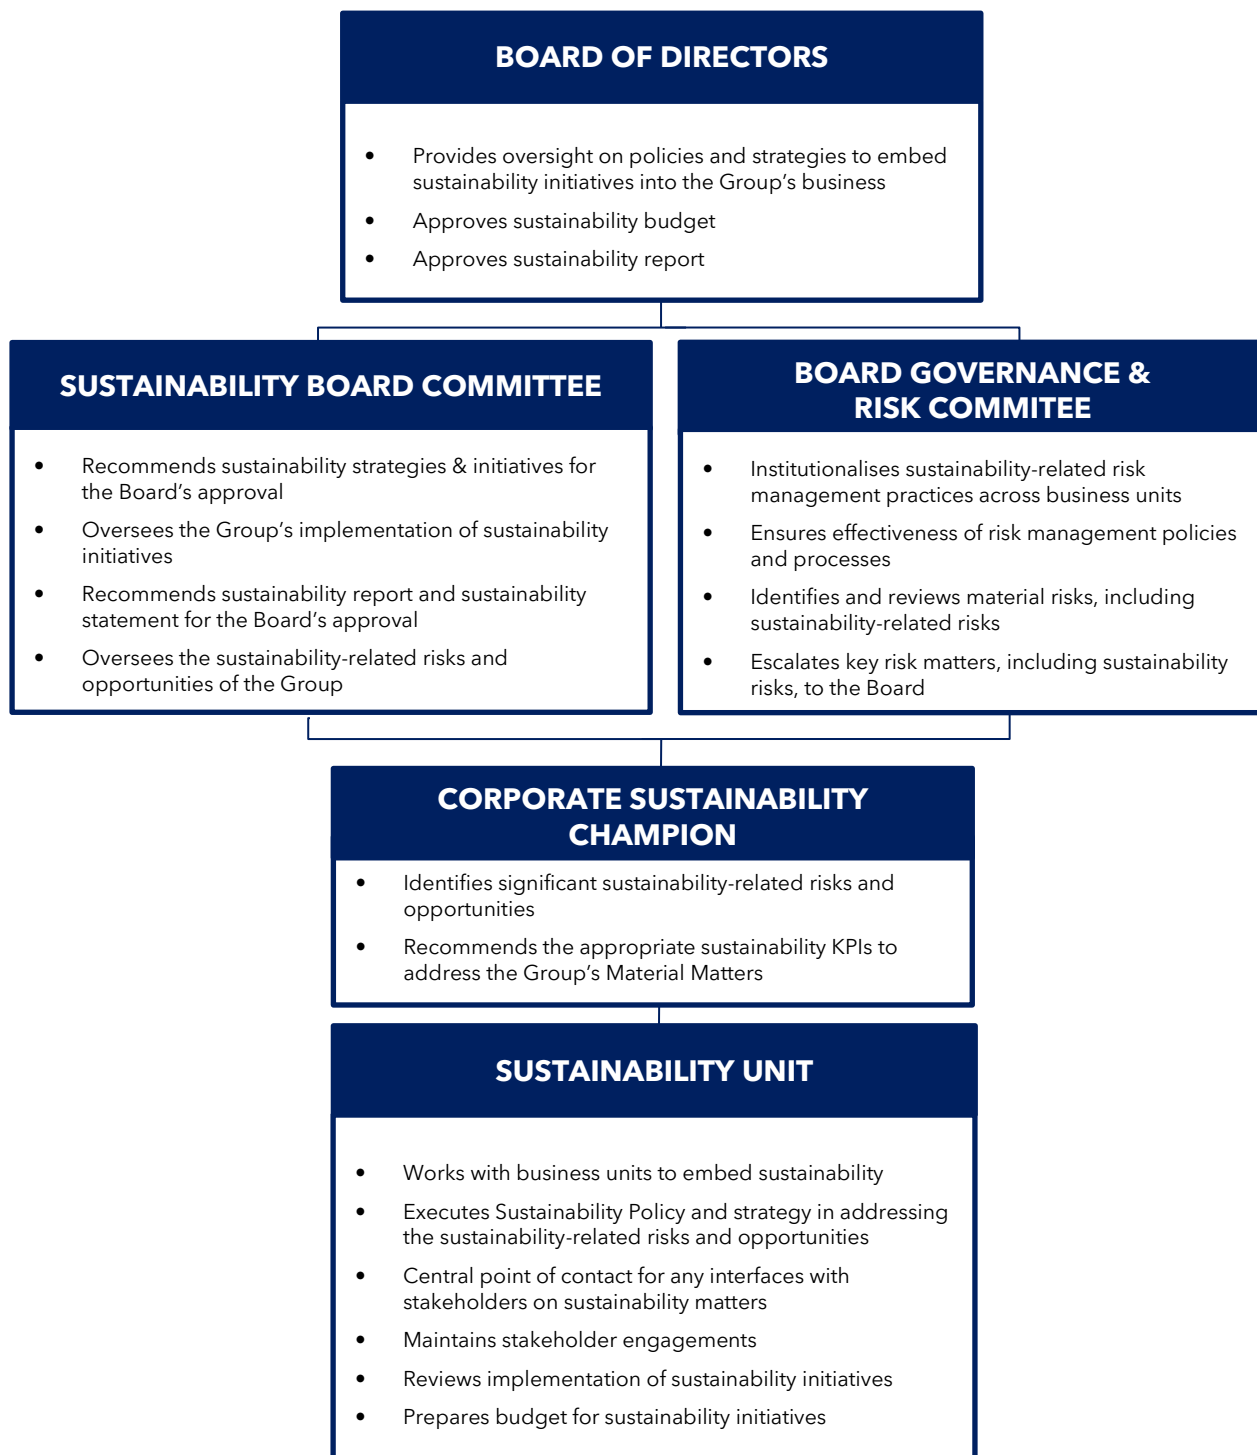 BOARD OF DIRECTORS
• Provides oversight on policies and strategies to embed
sustainability initiatives into the Group's business
• Approves sustainability budget
• Approves sustainability report
SUSTAINABILITY BOARD COMMITTEE
• Recommends sustainability strategies & initiatives for
the Board's approval
• Oversees the Group's implementation of sustainability
initiatives
• Recommends sustainability report and sustainability
statement for the Board's approval
• Oversees the sustainability-related risks and
opportunities of the Group
BOARD GOVERNANCE &
RISK COMMITEE
• Institutionalises sustainability-related risk
management practices across business units
• Ensures effectiveness of risk management policies
and processes
• Identifies and reviews material risks, including
sustainability-related risks
• Escalates key risk matters, including sustainability
risks, to the Board
CORPORATE SUSTAINABILITY
CHAMPION
• Identifies significant sustainability-related risks and
opportunities
• Recommends the appropriate sustainability KPIs to
address the Group's Material Matters
SUSTAINABILITY UNIT
• Works with business units to embed sustainability
• Executes Sustainability Policy and strategy in addressing
the sustainability-related risks and opportunities
• Central point of contact for any interfaces with
stakeholders on sustainability matters
• Maintains stakeholder engagements
• Reviews implementation of sustainability initiatives
• Prepares budget for sustainability initiatives